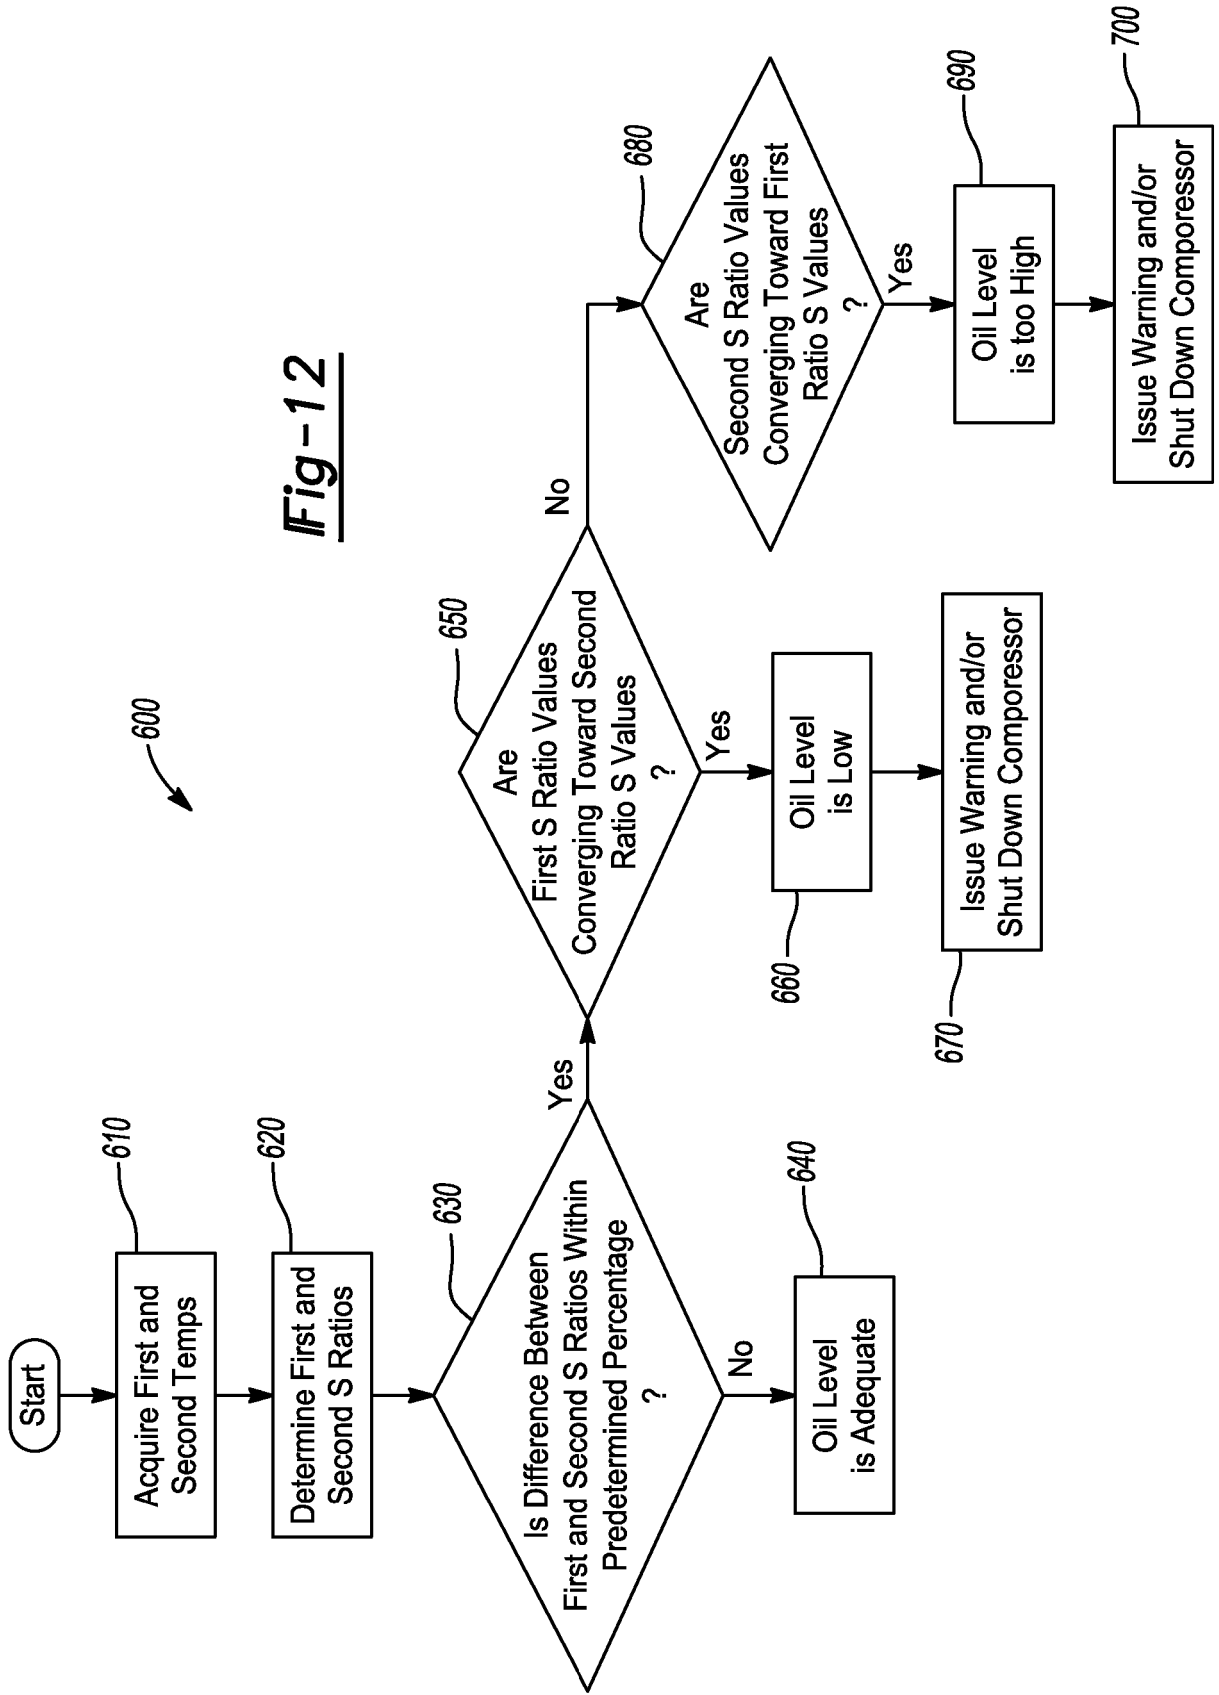 600
Fig-12
Start
610
Acquire First and
Second Temps
620
Determine First and
Second S Ratios
630
Is Difference Between
First and Second S Ratios Within
Predetermined Percentage
?
No
640
Oil Level
is Adequate
Yes
650
Are
First S Ratio Values
Converging Toward Second
Ratio S Values
?
Yes
660
Oil Level
is Low
670
Issue Warning and/or
Shut Down Comporessor
No
680
Are
Second S Ratio Values
Converging Toward First
Ratio S Values
?
Yes
690
Oil Level
is too High
700
Issue Warning and/or
Shut Down Comporessor